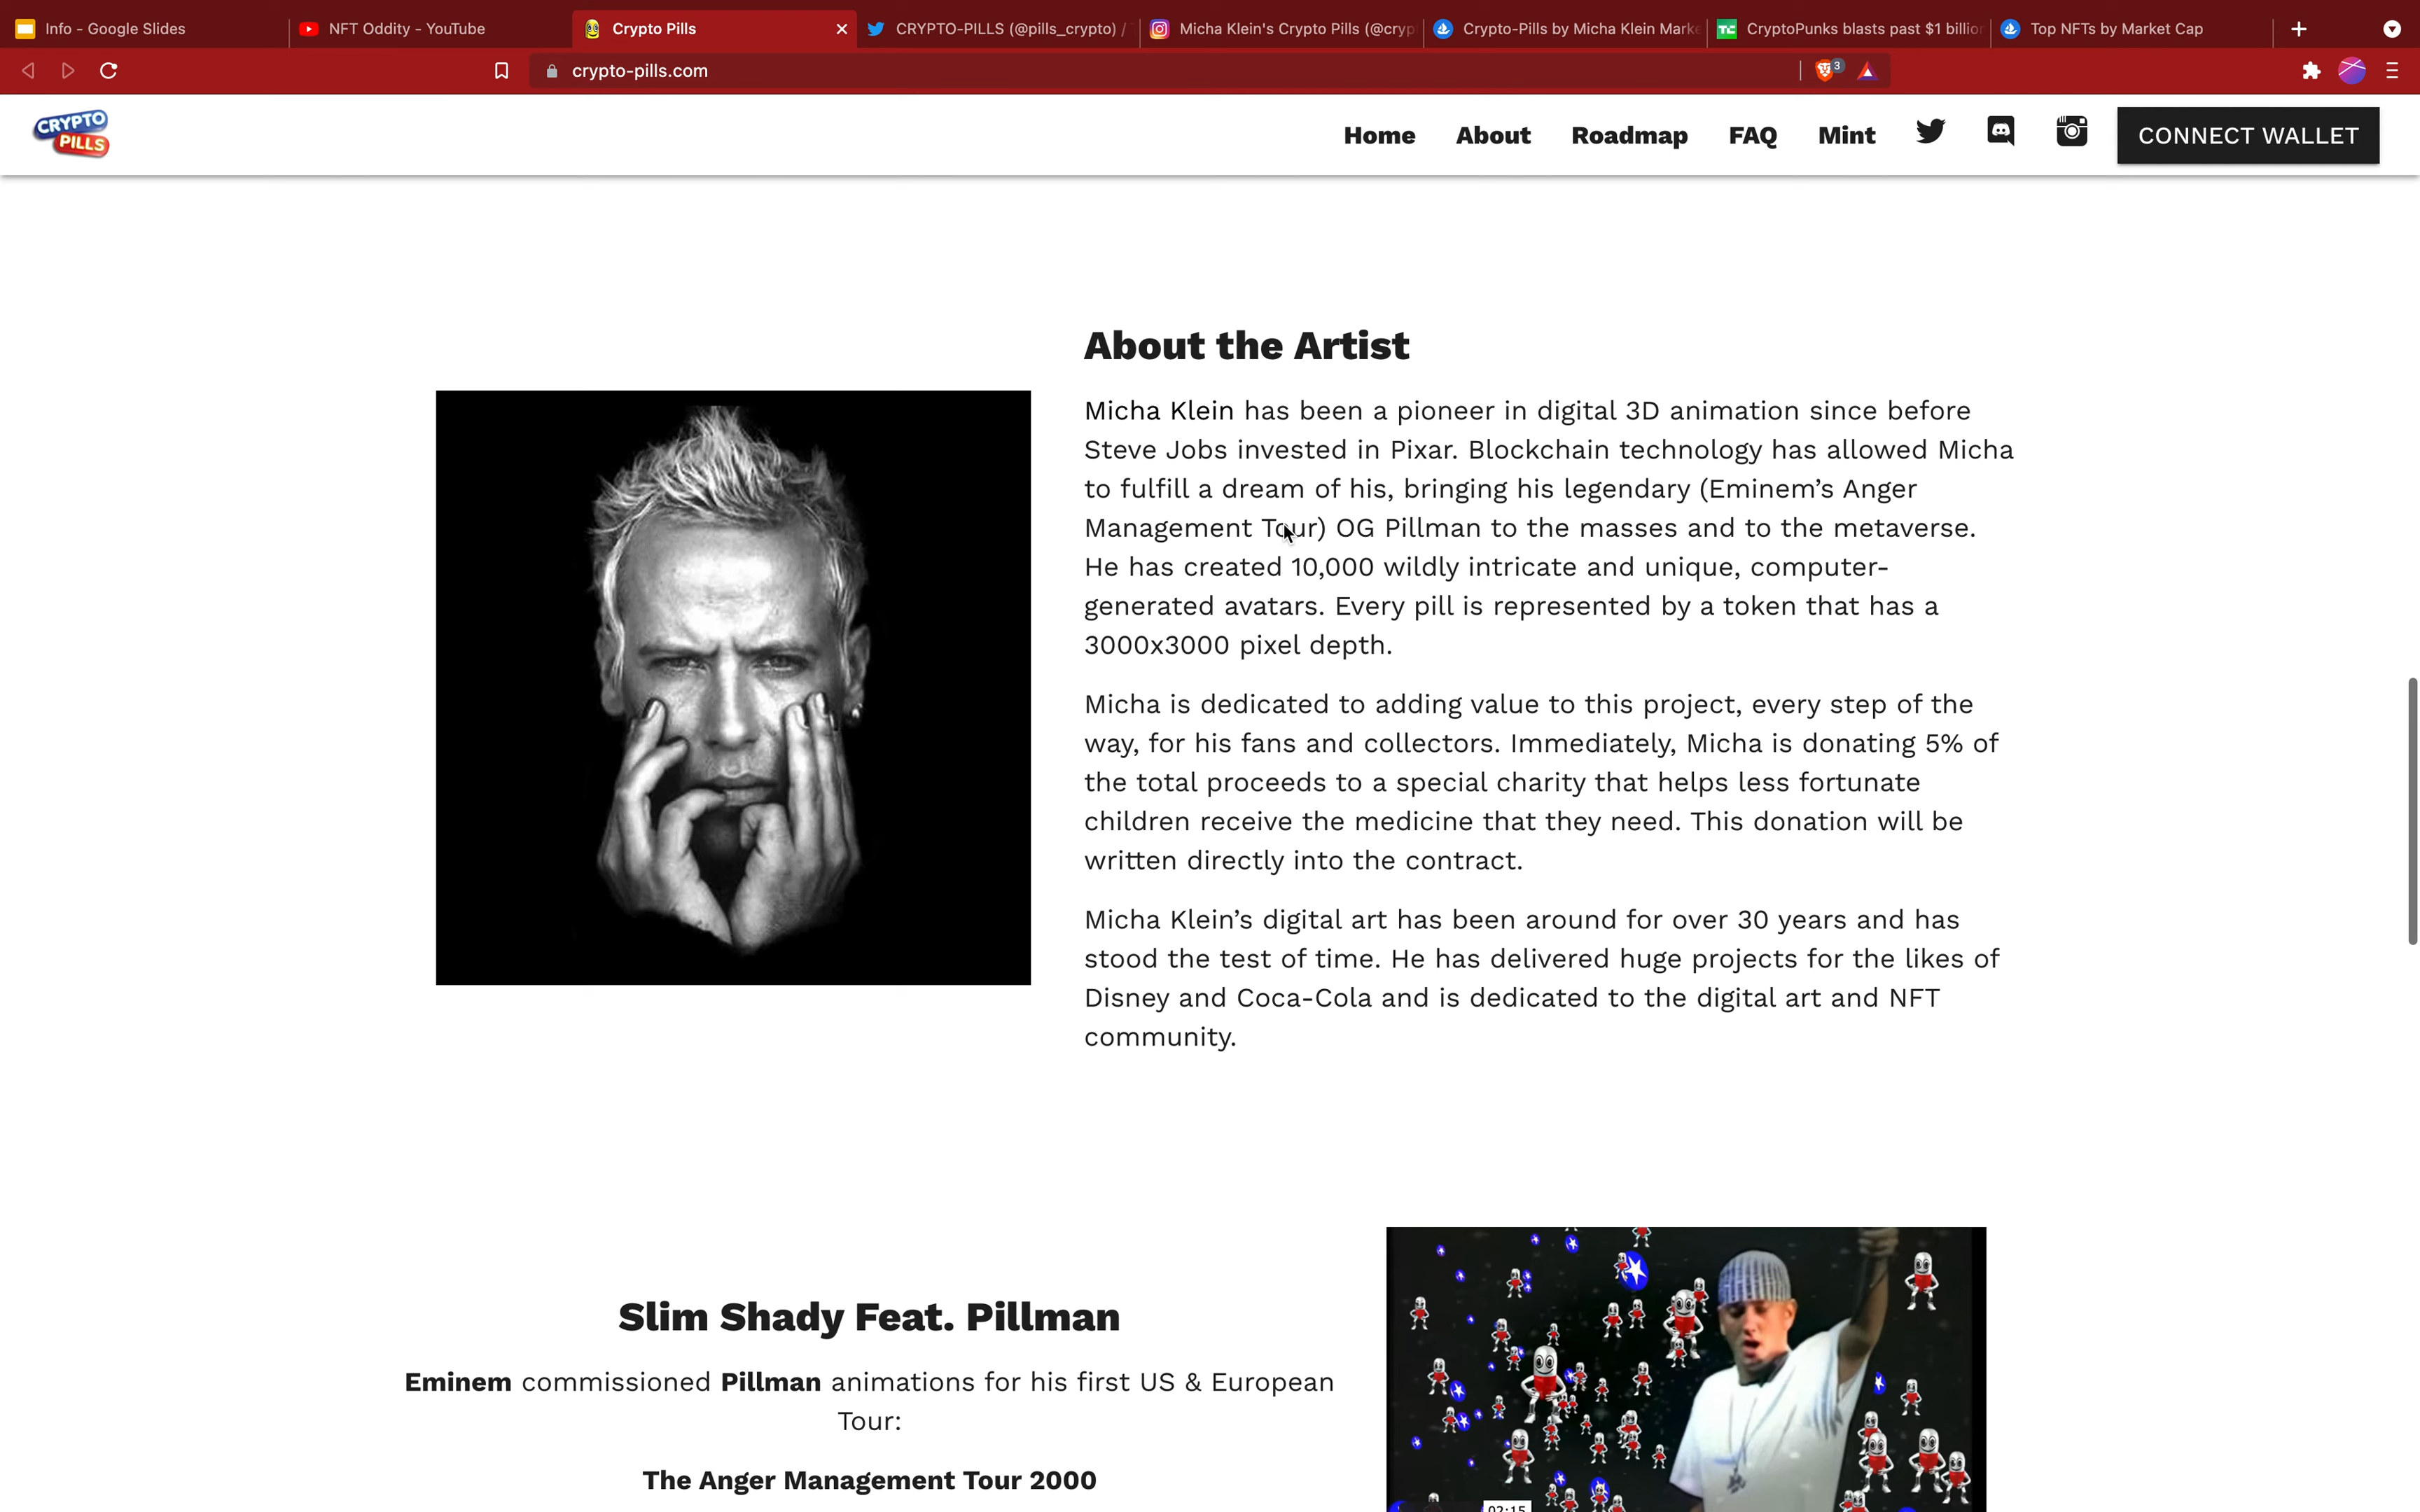 Info - Google Slides
NFT Oddity - YouTube
Crypto Pills
CRYPTO-PILLS (@pills_crypto) /
Micha Klein's Crypto Pills (@cryp
Crypto-Pills by Micha Klein Marke
CryptoPunks blasts past $1 billion
Top NFTs by Market Cap
crypto-pills.com
3
CRYPTO
PILLS
Home
About
Roadmap
FAQ
Mint
CONNECT WALLET
About the Artist
Micha Klein has been a pioneer in digital 3D animation since before
Steve Jobs invested in Pixar. Blockchain technology has allowed Micha
to fulfill a dream of his, bringing his legendary (Eminem’s Anger
Management Tour) OG Pillman to the masses and to the metaverse.
He has created 10,000 wildly intricate and unique, computer-
generated avatars. Every pill is represented by a token that has a
3000x3000 pixel depth.
Micha is dedicated to adding value to this project, every step of the
way, for his fans and collectors. Immediately, Micha is donating 5% of
the total proceeds to a special charity that helps less fortunate
children receive the medicine that they need. This donation will be
written directly into the contract.
Micha Klein’s digital art has been around for over 30 years and has
stood the test of time. He has delivered huge projects for the likes of
Disney and Coca-Cola and is dedicated to the digital art and NFT
community.
Slim Shady Feat. Pillman
Eminem commissioned Pillman animations for his first US & European
Tour:
The Anger Management Tour 2000
02:15